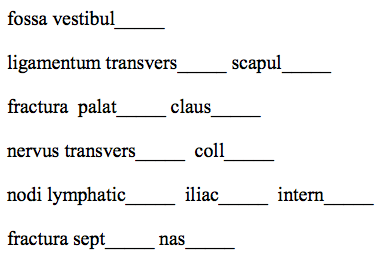 fossa vestibul_____
ligamentum transvers_____ scapul_____
fractura palat_____ claus_____
nervus transvers_____ coll_____
nodi lymphatic_____ iliac_____ intern_____
fractura sept_____ nas_____